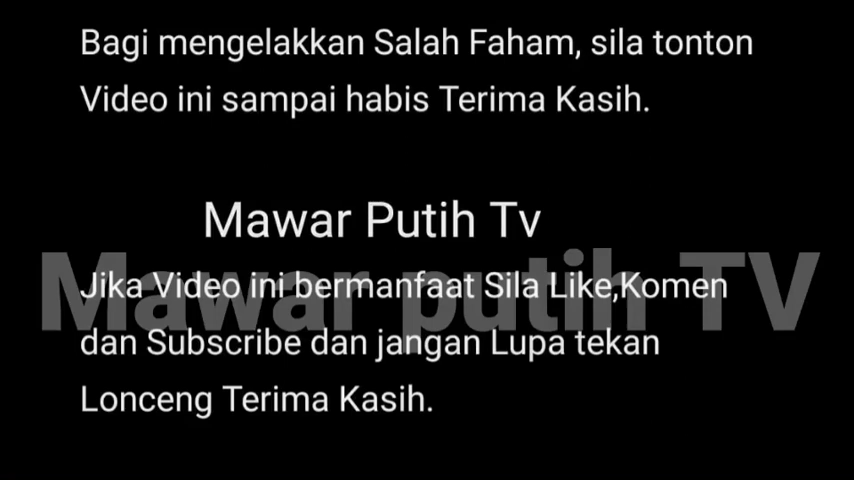 Bagi mengelakkan Salah Faham, sila tonton
Video ini sampai habis Terima Kasih.
Mawar Putih Tv
Mawar putih TV
Jika Video ini bermanfaat Sila Like,Komen
dan Subscribe dan jangan Lupa tekan
Lonceng Terima Kasih.